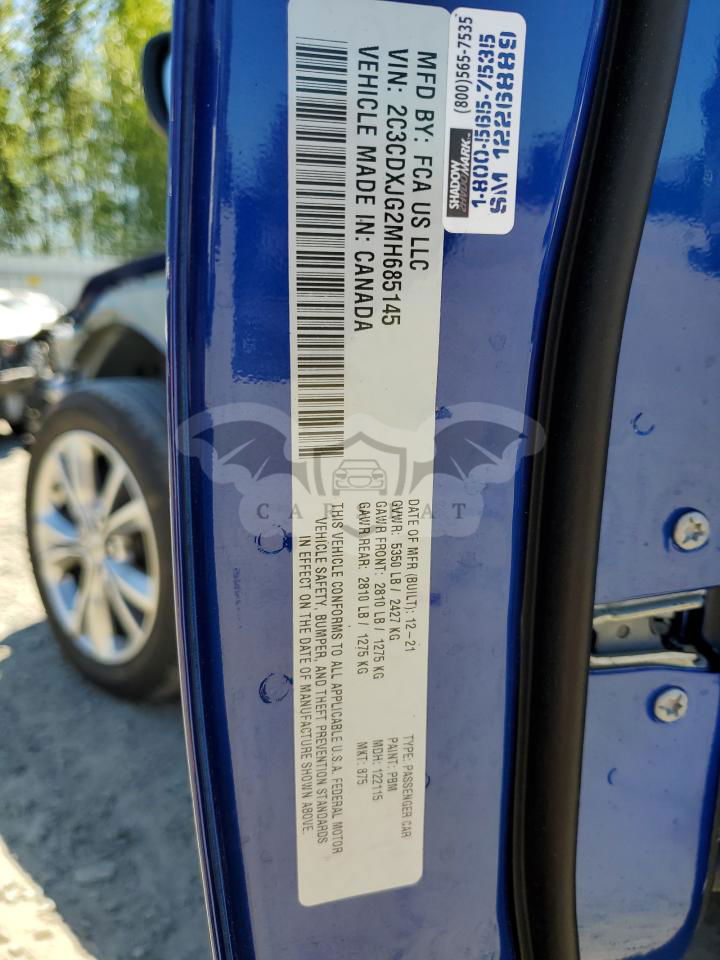 MFD BY: FCA US LLC
VIN: 2C3CDXJG2MH685145
VEHICLE MADE IN: CANADA
DATE OF MFR (BUILT): 12-21
GVWR: 5350 LB / 2427 KG
GAWR FRONT: 2810 LB / 1275 KG
GAWR REAR: 2810 LB / 1275 KG
TYPE: PASSENGER CAR
PAINT: PBM
MDH: 122115
MKT: 875
THIS VEHICLE CONFORMS TO ALL APPLICABLE U.S.A. FEDERAL MOTOR
VEHICLE SAFETY, BUMPER, AND THEFT PREVENTION STANDARDS
IN EFFECT ON THE DATE OF MANUFACTURE SHOWN ABOVE.
(800)565-7535
SM 1225889
1-800-565-7535
SHADOW
MARK